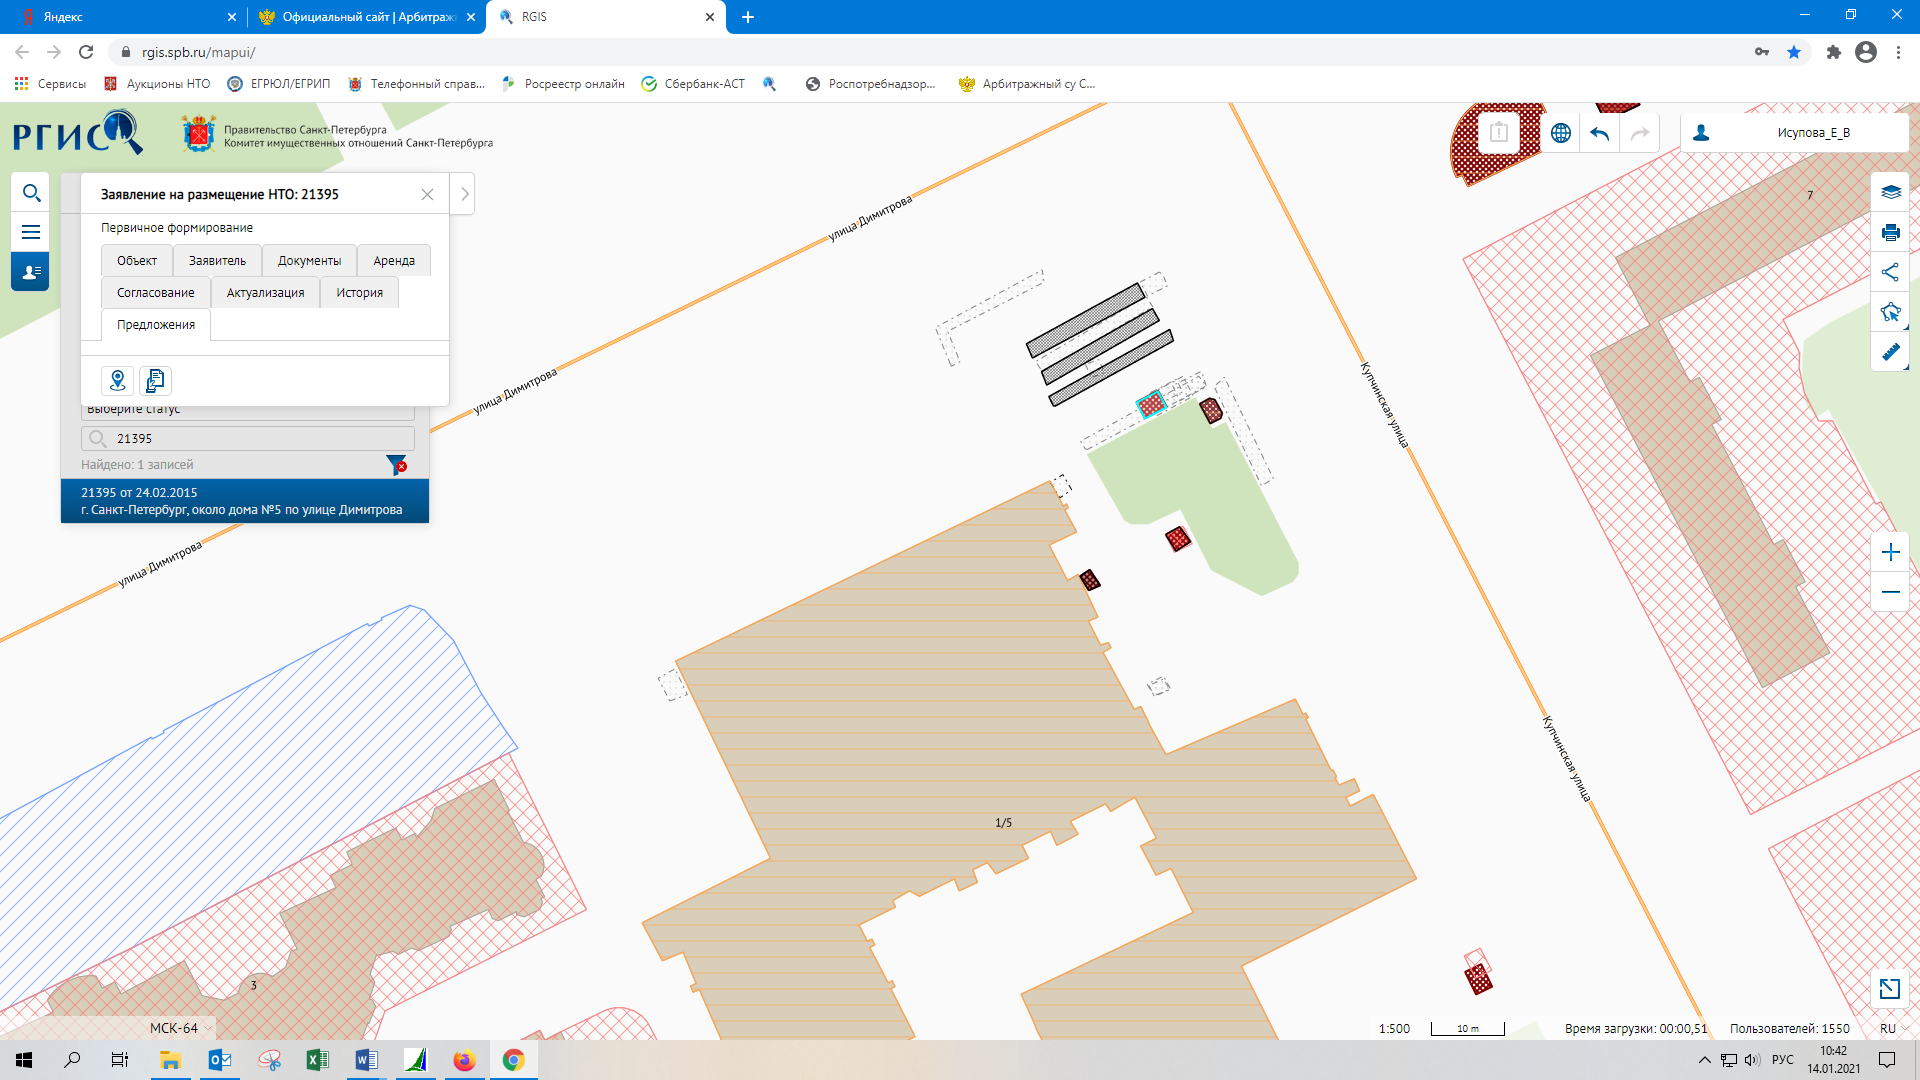 Яндекс
Официальный сайт | Арбитраж
RGIS
rgis.spb.ru/mapui/
Сервисы
Аукционы НТО
ЕГРЮЛ/ЕГРИП
Телефонный справ...
Росреестр онлайн
Сбербанк-АСТ
Роспотребнадзор...
Арбитражный су С...
РГИС
Правительство Санкт-Петербурга
Комитет имущественных отношений Санкт-Петербурга
Исупова_Е_В
Заявление на размещение НТО: 21395
Первичное формирование
Объект
Заявитель
Документы
Аренда
Согласование
Актуализация
История
Предложения
Выберите статус
21395
Найдено: 1 записей
21395 от 24.02.2015
г. Санкт-Петербург, около дома №5 по улице Димитрова
улица Димитрова
улица Димитрова
улица Димитрова
Купчинская улица
Купчинская улица
7
1/5
3
МСК-64
1:500
10 m
Время загрузки: 00:00,51
Пользователей: 1550
RU
РУС
10:42
14.01.2021